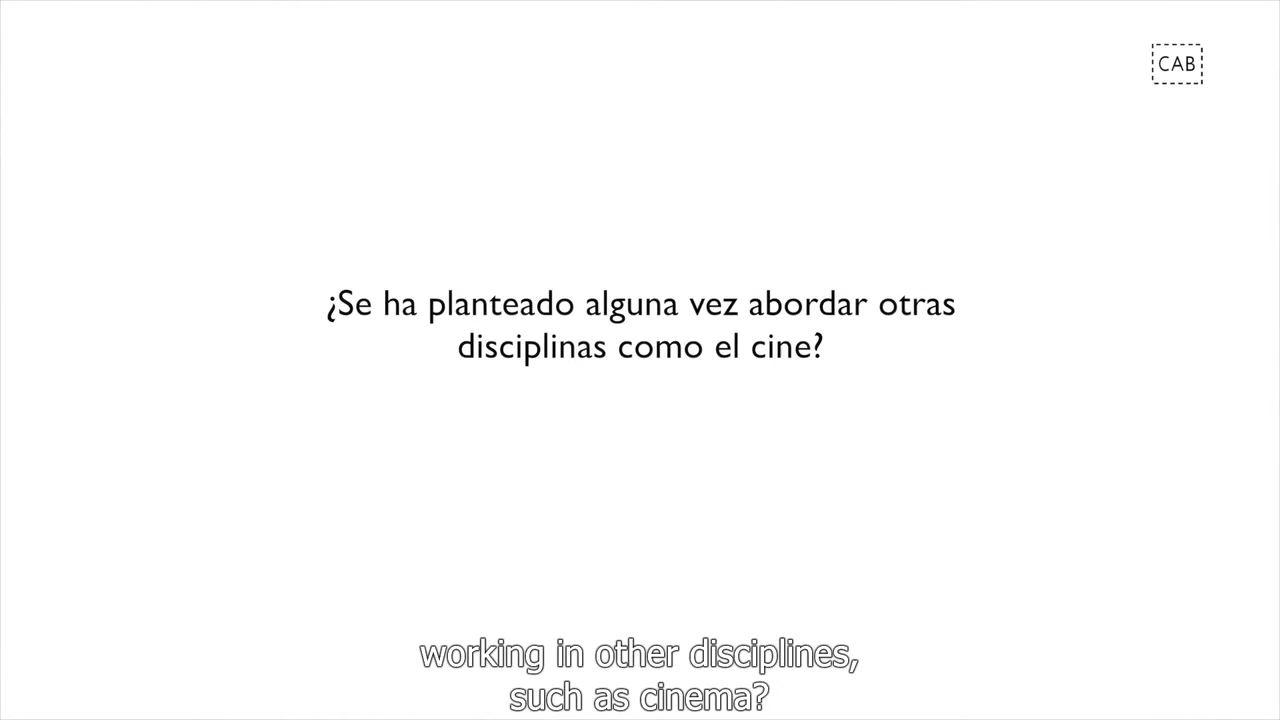 CAB
¿Se ha planteado alguna vez abordar otras
disciplinas como el cine?
working in other disciplines,
such as cinema?